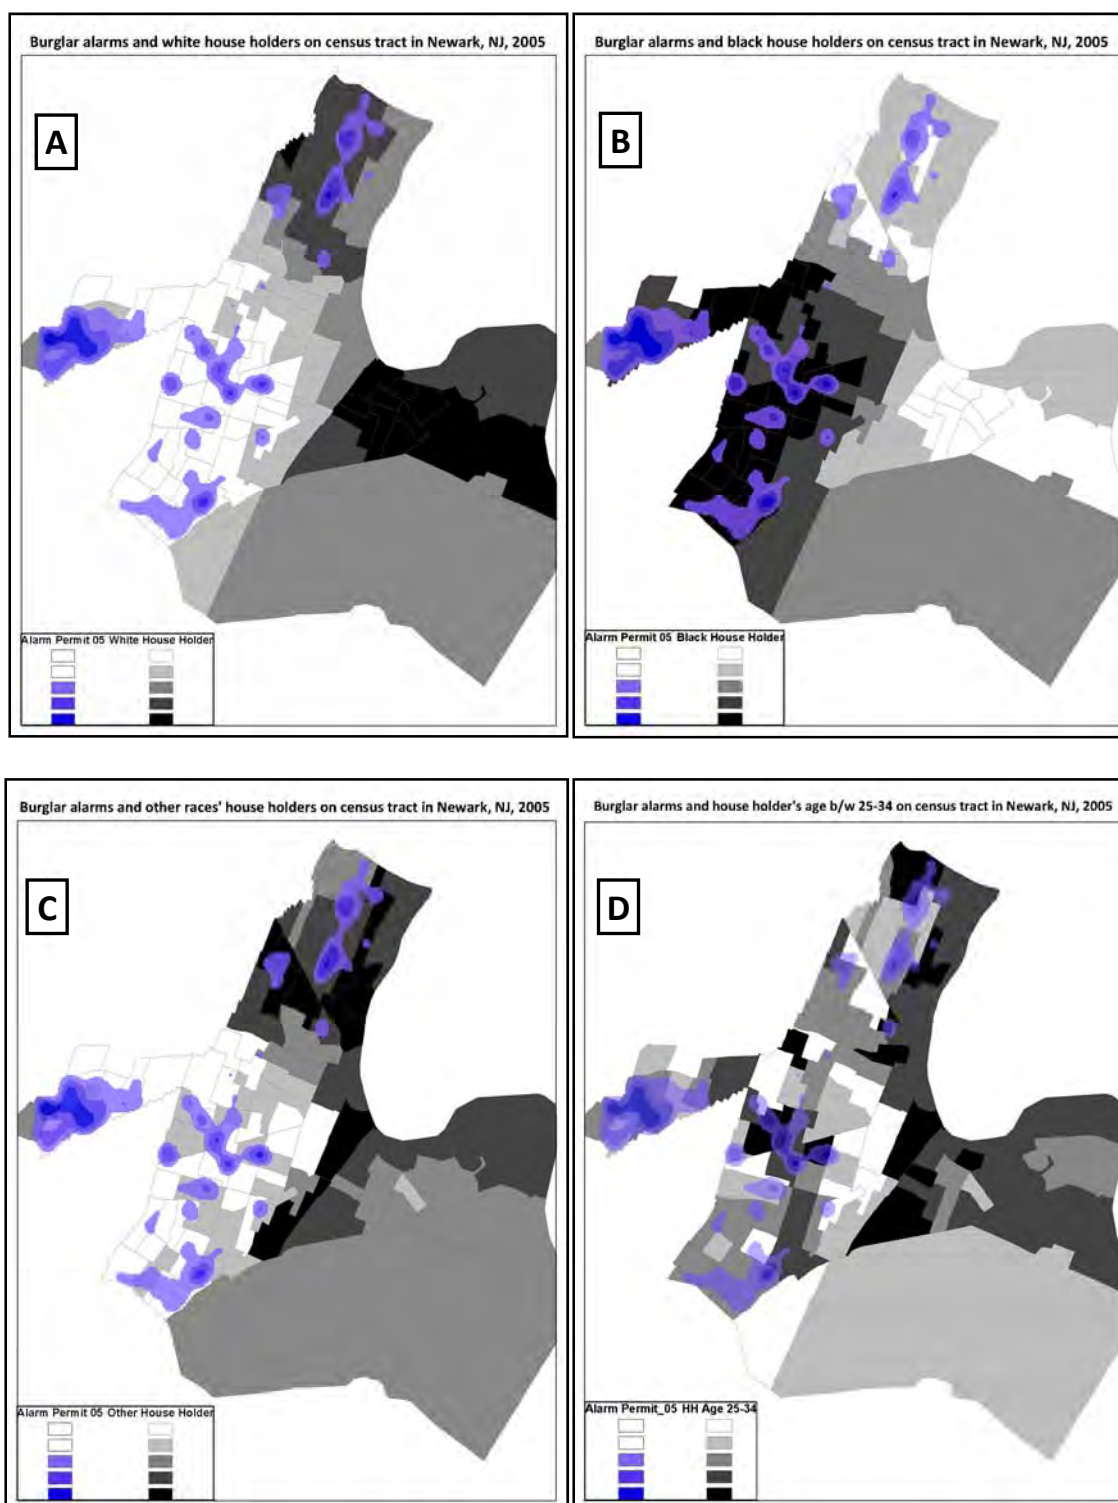 Burglar alarms and white house holders on census tract in Newark, NJ, 2005
A
Alarm Permit 05 White House Holder
Burglar alarms and black house holders on census tract in Newark, NJ, 2005
B
Alarm Permit 05 Black House Holder
Burglar alarms and other races' house holders on census tract in Newark, NJ, 2005
C
Alarm Permit 05 Other House Holder
Burglar alarms and house holder's age b/w 25-34 on census tract in Newark, NJ, 2005
D
Alarm Permit_05 HH Age 25-34